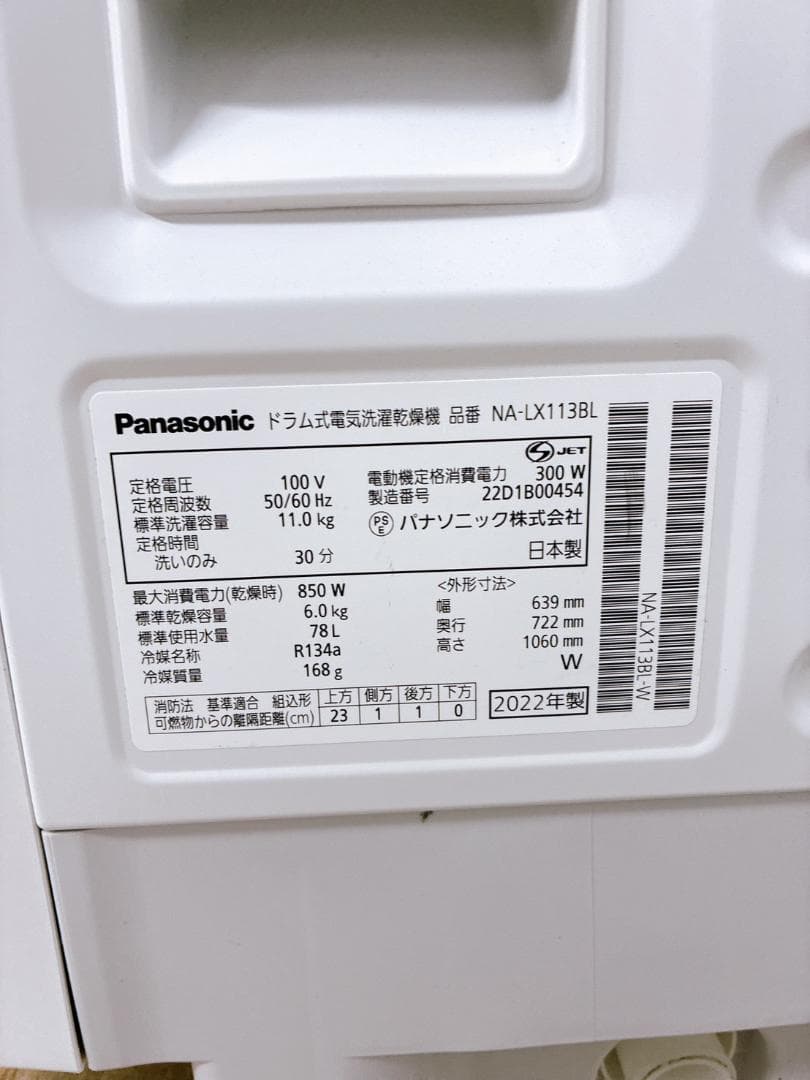 Panasonic ドラム式電気洗濯乾燥機 品番 NA-LX113BL
S JET
定格電圧 100 V
定格周波数 50/60 Hz
標準洗濯容量 11.0 kg
定格時間
洗いのみ 30 分
電動機定格消費電力 300 W
製造番号 22D1B00454
PSE パナソニック株式会社
日本製
最大消費電力(乾燥時) 850 W
標準乾燥容量 6.0 kg
標準使用水量 78 L
冷媒名称 R134a
冷媒質量 168 g
<外形寸法>
幅 639 mm
奥行 722 mm
高さ 1060 mm
W
消防法 基準適合 組込形 上方 側方 後方 下方
可燃物からの離隔距離(cm) 23 1 1 0
2022年製
NA-LX113BL-W